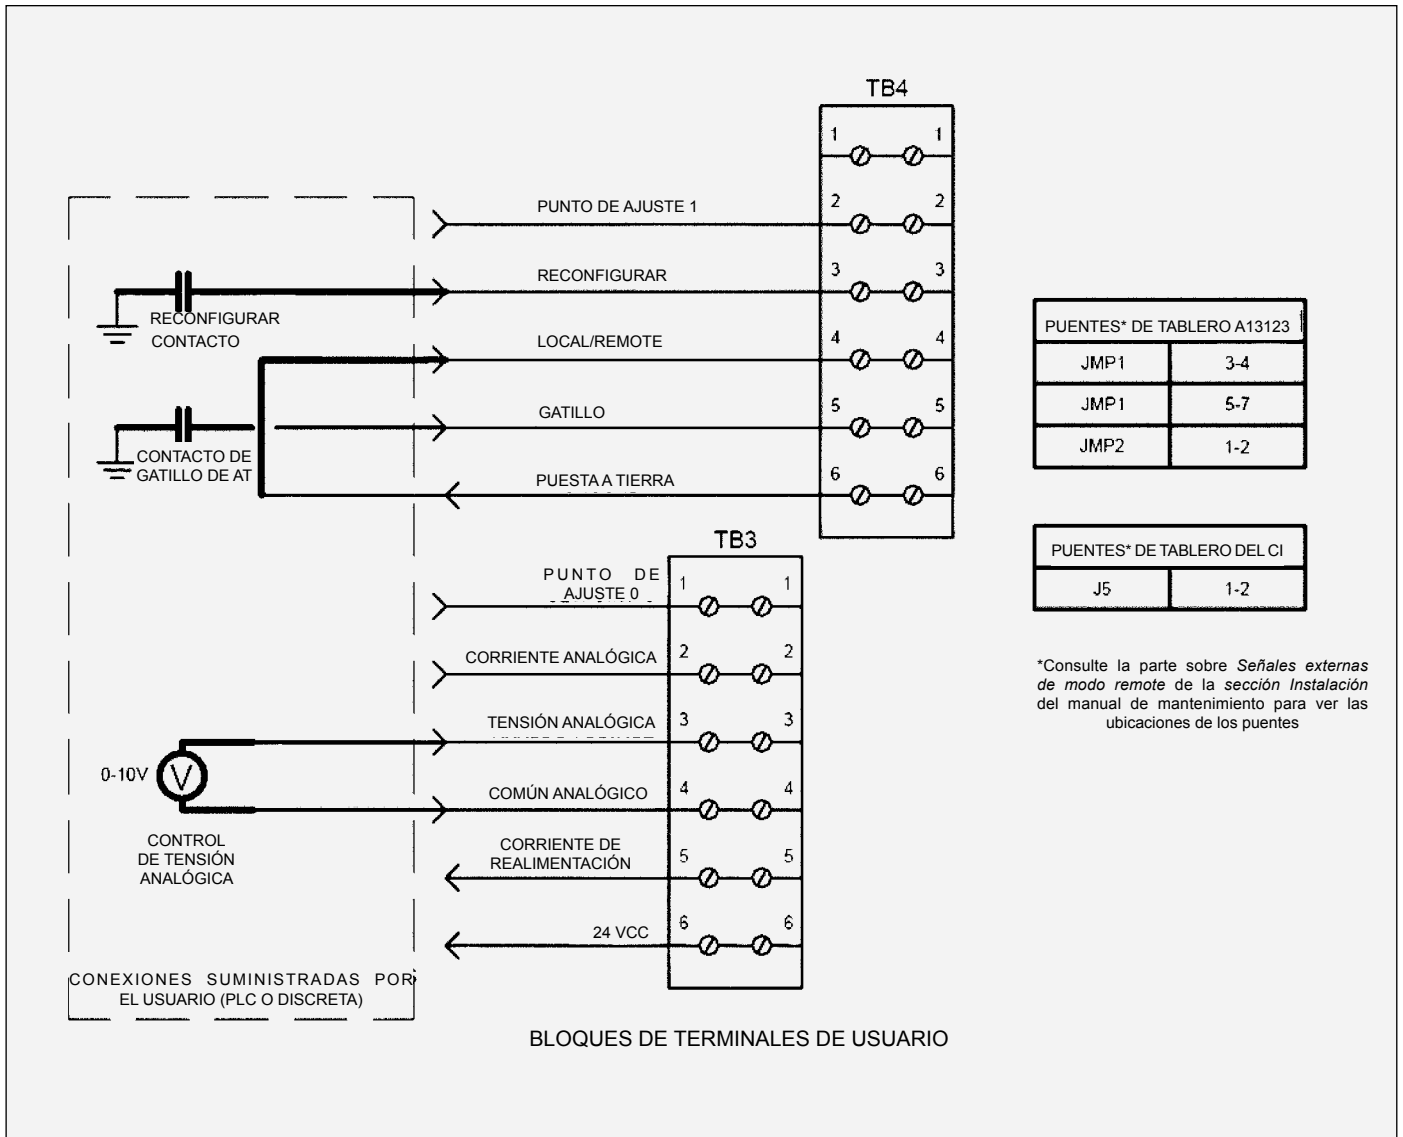 TB4
1 1
PUNTO DE AJUSTE 1
2 2
RECONFIGURAR
3 3
RECONFIGURAR
CONTACTO
LOCAL/REMOTE
4 4
GATILLO
5 5
CONTACTO DE
GATILLO DE AT
PUESTA A TIERRA
6 6
PUENTES* DE TABLERO A13123
JMP1 3-4
JMP1 5-7
JMP2 1-2
PUENTES* DE TABLERO DEL CI
J5 1-2
*Consulte la parte sobre Señales externas
de modo remote de la sección Instalación
del manual de mantenimiento para ver las
ubicaciones de los puentes
TB3
PUNTO DE
AJUSTE 0
1 1
CORRIENTE ANALÓGICA
2 2
TENSIÓN ANALÓGICA
3 3
0-10V
V
COMÚN ANALÓGICO
4 4
CONTROL
DE TENSIÓN
ANALÓGICA
CORRIENTE DE
REALIMENTACIÓN
5 5
24 VCC
6 6
CONEXIONES SUMINISTRADAS POR
EL USUARIO (PLC O DISCRETA)
BLOQUES DE TERMINALES DE USUARIO